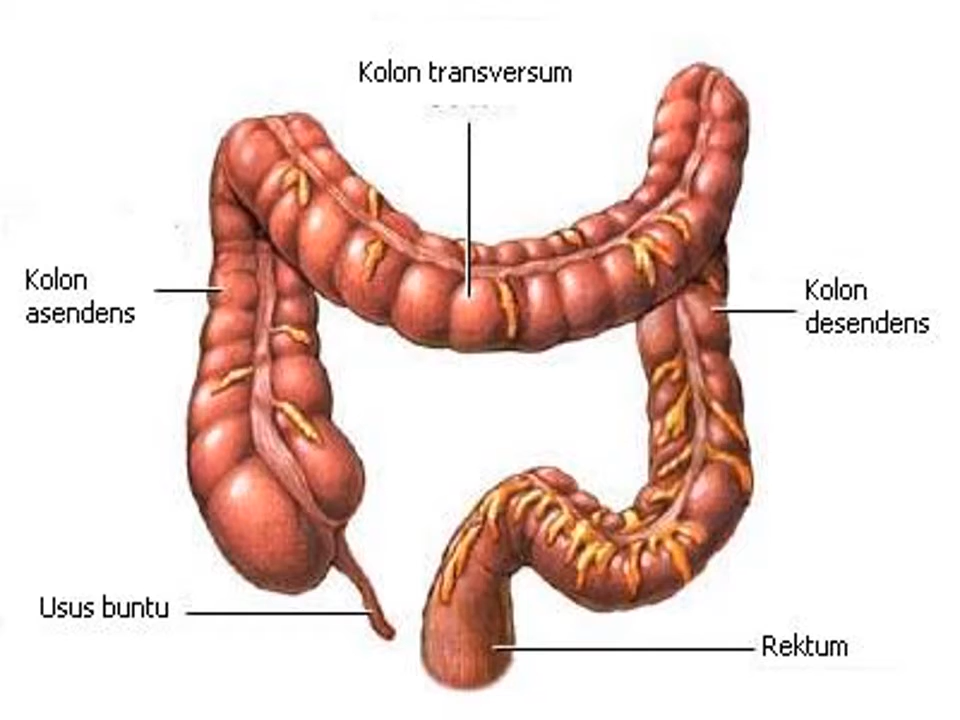 Kolon transversum
Kolon
asendens
Kolon
desendens
Usus buntu
Rektum